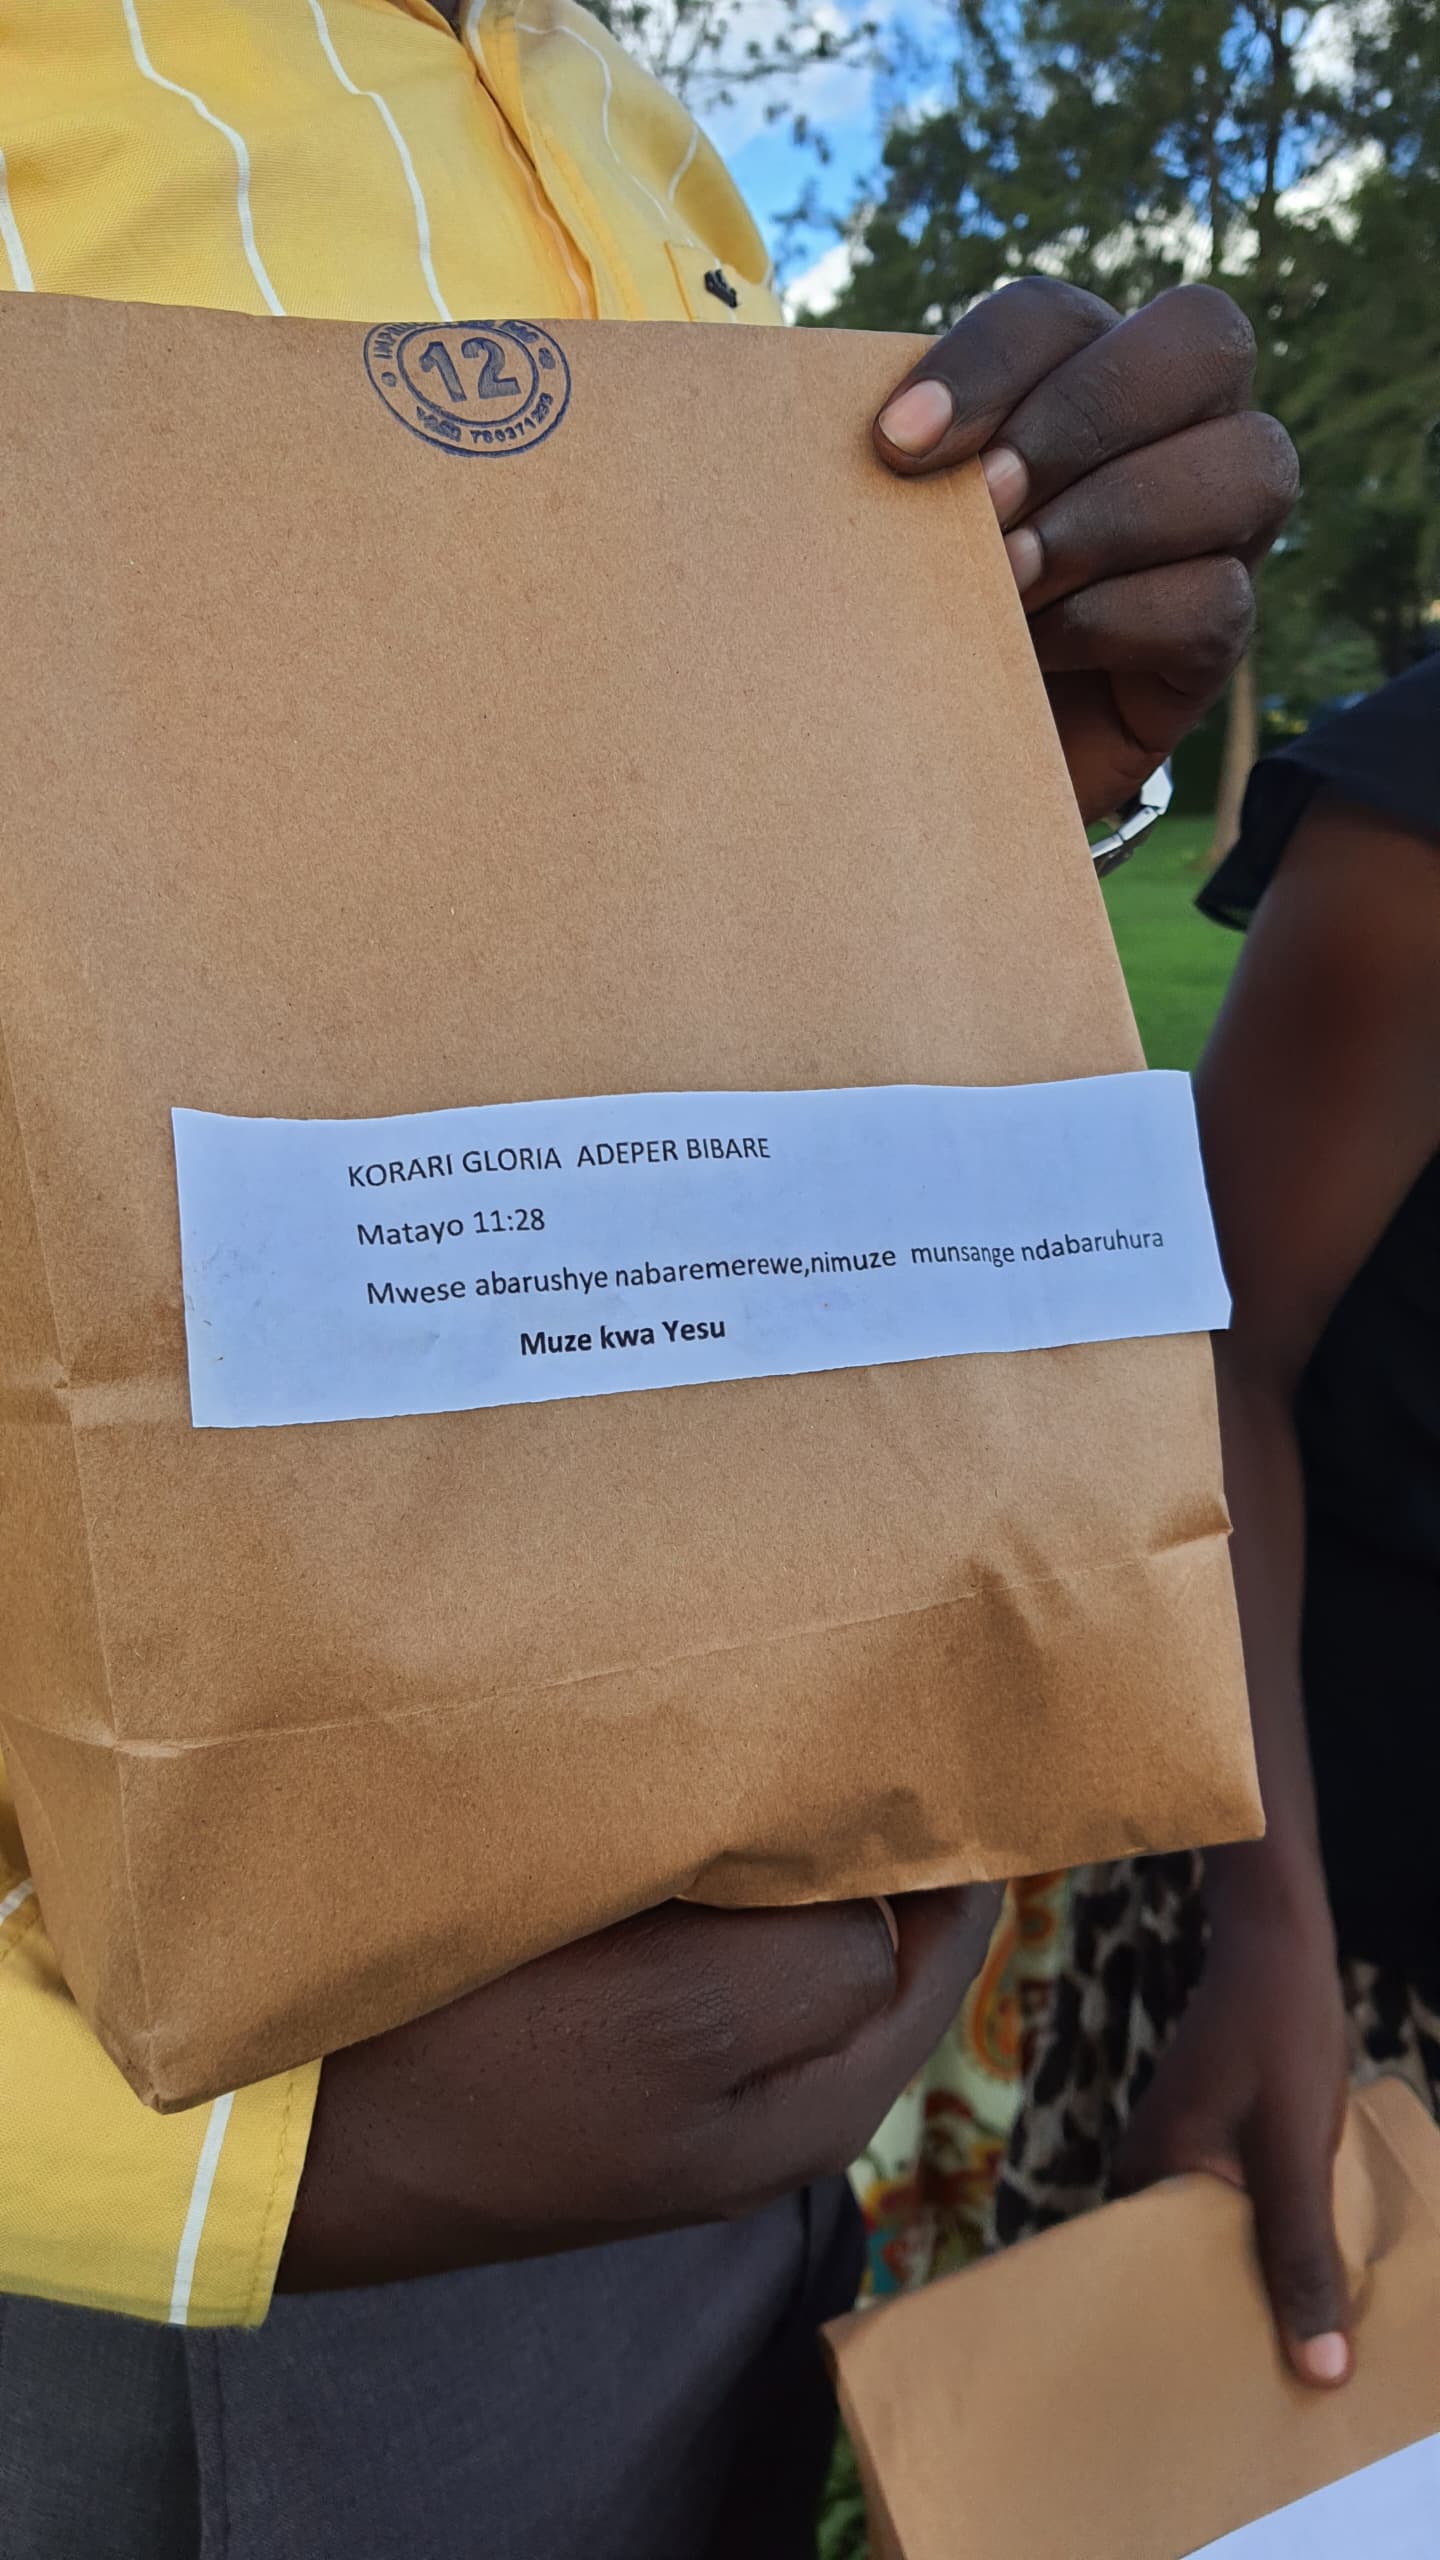 12
KORARI GLORIA ADEPER BIBARE
Matayo 11:28
Mwese abarushye nabaremerewe,nimuze munsange ndabaruhura
Muze kwa Yesu